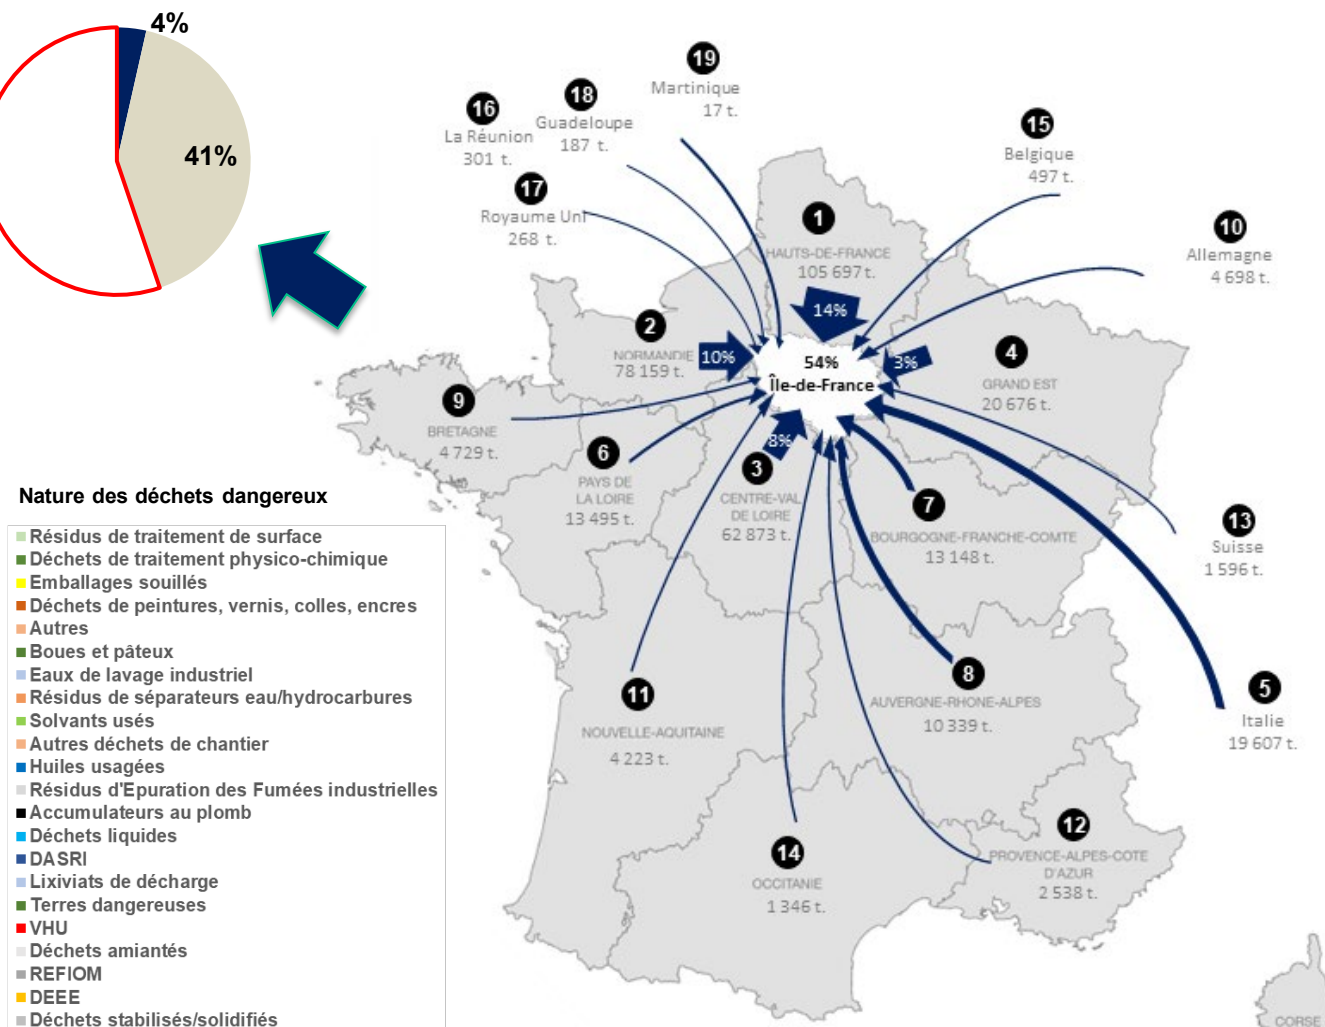 4%
41%
19
Martinique
17 t.
18
Guadeloupe
187 t.
16
La Réunion
301 t.
17
Royaume Uni
268 t.
15
Belgique
497 t.
10
Allemagne
4 698 t.
1
HAUTS-DE-FRANCE
105 697 t.
14%
2
NORMANDIE
78 159 t.
10%
54%
Île-de-France
3%
4
GRAND EST
20 676 t.
9
BRETAGNE
4 729 t.
6
PAYS DE
LA LOIRE
13 495 t.
8%
3
CENTRE-VAL
DE LOIRE
62 873 t.
7
BOURGOGNE-FRANCHE-COMTE
13 148 t.
13
Suisse
1 596 t.
5
Italie
19 607 t.
8
AUVERGNE-RHONE-ALPES
10 339 t.
11
NOUVELLE-AQUITAINE
4 223 t.
12
PROVENCE-ALPES-COTE
D'AZUR
2 538 t.
14
OCCITANIE
1 346 t.
CORSE
Nature des déchets dangereux
Résidus de traitement de surface
Déchets de traitement physico-chimique
Emballages souillés
Déchets de peintures, vernis, colles, encres
Autres
Boues et pâteux
Eaux de lavage industriel
Résidus de séparateurs eau/hydrocarbures
Solvants usés
Autres déchets de chantier
Huiles usagées
Résidus d'Epuration des Fumées industrielles
Accumulateurs au plomb
Déchets liquides
DASRI
Lixiviats de décharge
Terres dangereuses
VHU
Déchets amiantés
REFIOM
DEEE
Déchets stabilisés/solidifiés